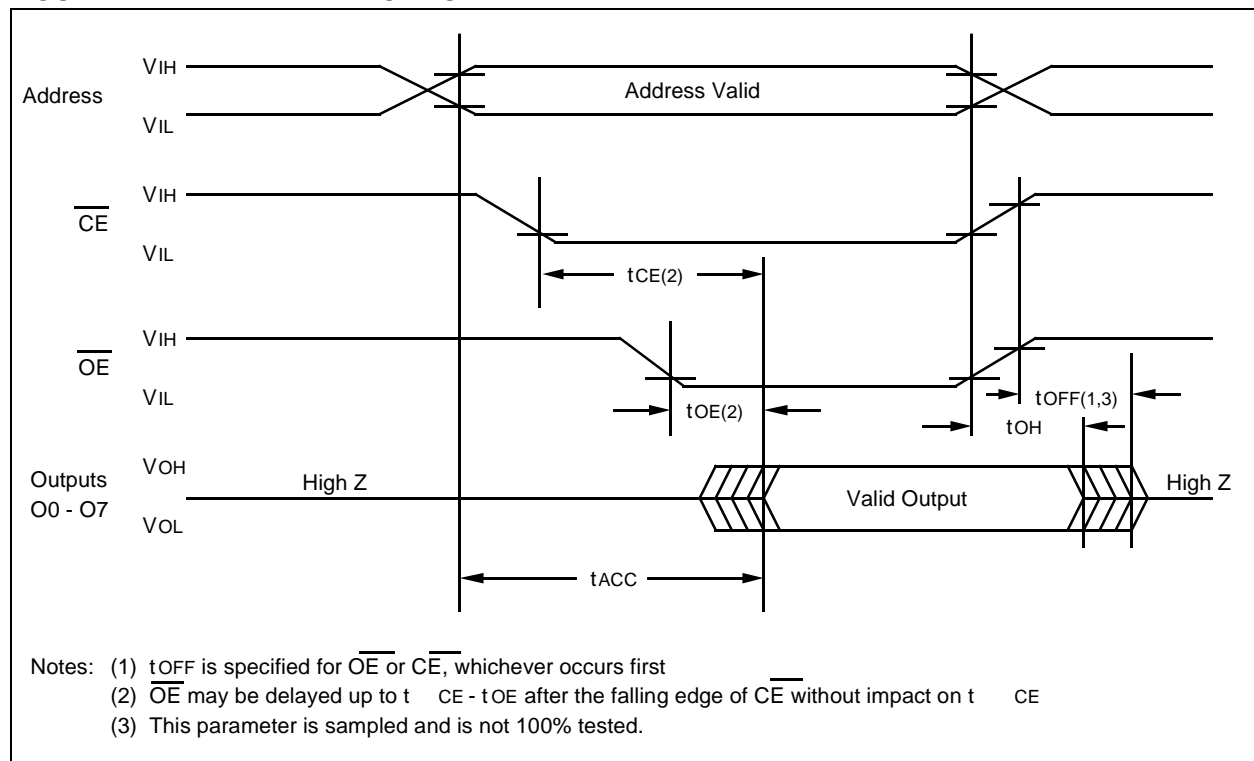 VIH
Address
Address Valid
VIL
VIH
CE
VIL
tCE(2)
VIH
OE
VIL
tOE(2)
tOFF(1,3)
tOH
VOH
Outputs
O0 - O7
High Z
Valid Output
High Z
VOL
tACC
Notes: (1) tOFF is specified for OE or CE, whichever occurs first
(2) OE may be delayed up to t CE - tOE after the falling edge of CE without impact on t CE
(3) This parameter is sampled and is not 100% tested.